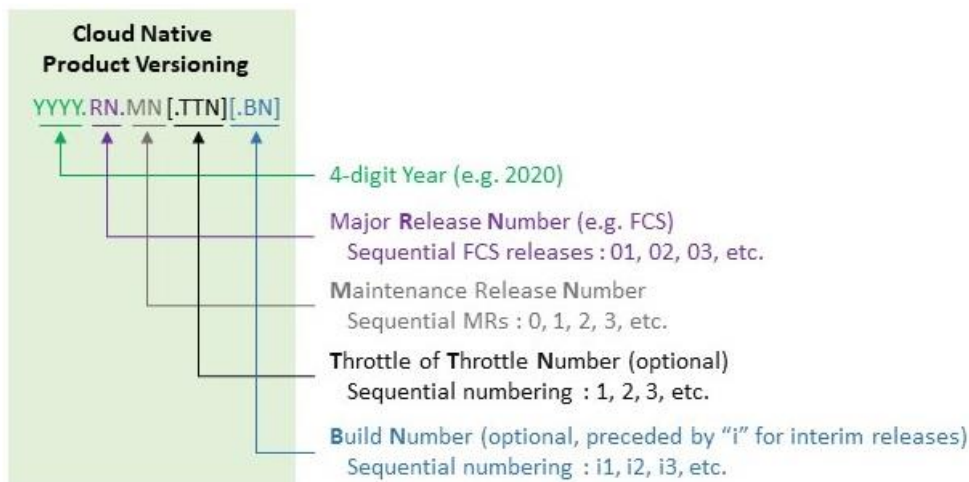 Cloud Native
Product Versioning
YYYY.RN.MN[.TTN][.BN]
4-digit Year (e.g. 2020)
Major Release Number (e.g. FCS)
Sequential FCS releases : 01, 02, 03, etc.
Maintenance Release Number
Sequential MRs : 0, 1, 2, 3, etc.
Throttle of Throttle Number (optional)
Sequential numbering : 1, 2, 3, etc.
Build Number (optional, preceded by “i” for interim releases)
Sequential numbering : i1, i2, i3, etc.